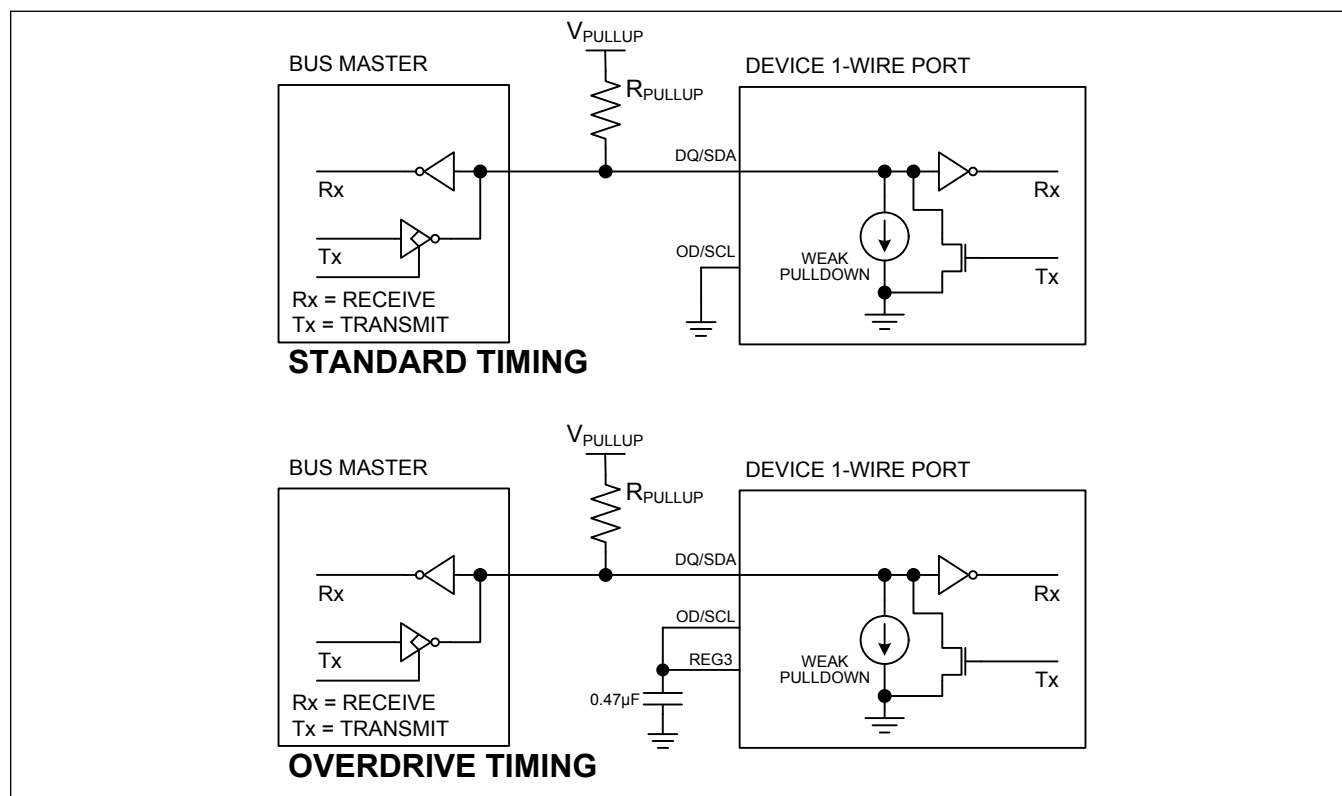 VPULLUP
BUS MASTER
DEVICE 1-WIRE PORT
RPULLUP
DQ/SDA
Rx
Rx
Tx
OD/SCL
WEAK
PULLDOWN
Tx
Rx = RECEIVE
Tx = TRANSMIT
STANDARD TIMING
VPULLUP
BUS MASTER
DEVICE 1-WIRE PORT
RPULLUP
DQ/SDA
Rx
Rx
OD/SCL
Tx
REG3
WEAK
PULLDOWN
Tx
0.47µF
Rx = RECEIVE
Tx = TRANSMIT
OVERDRIVE TIMING